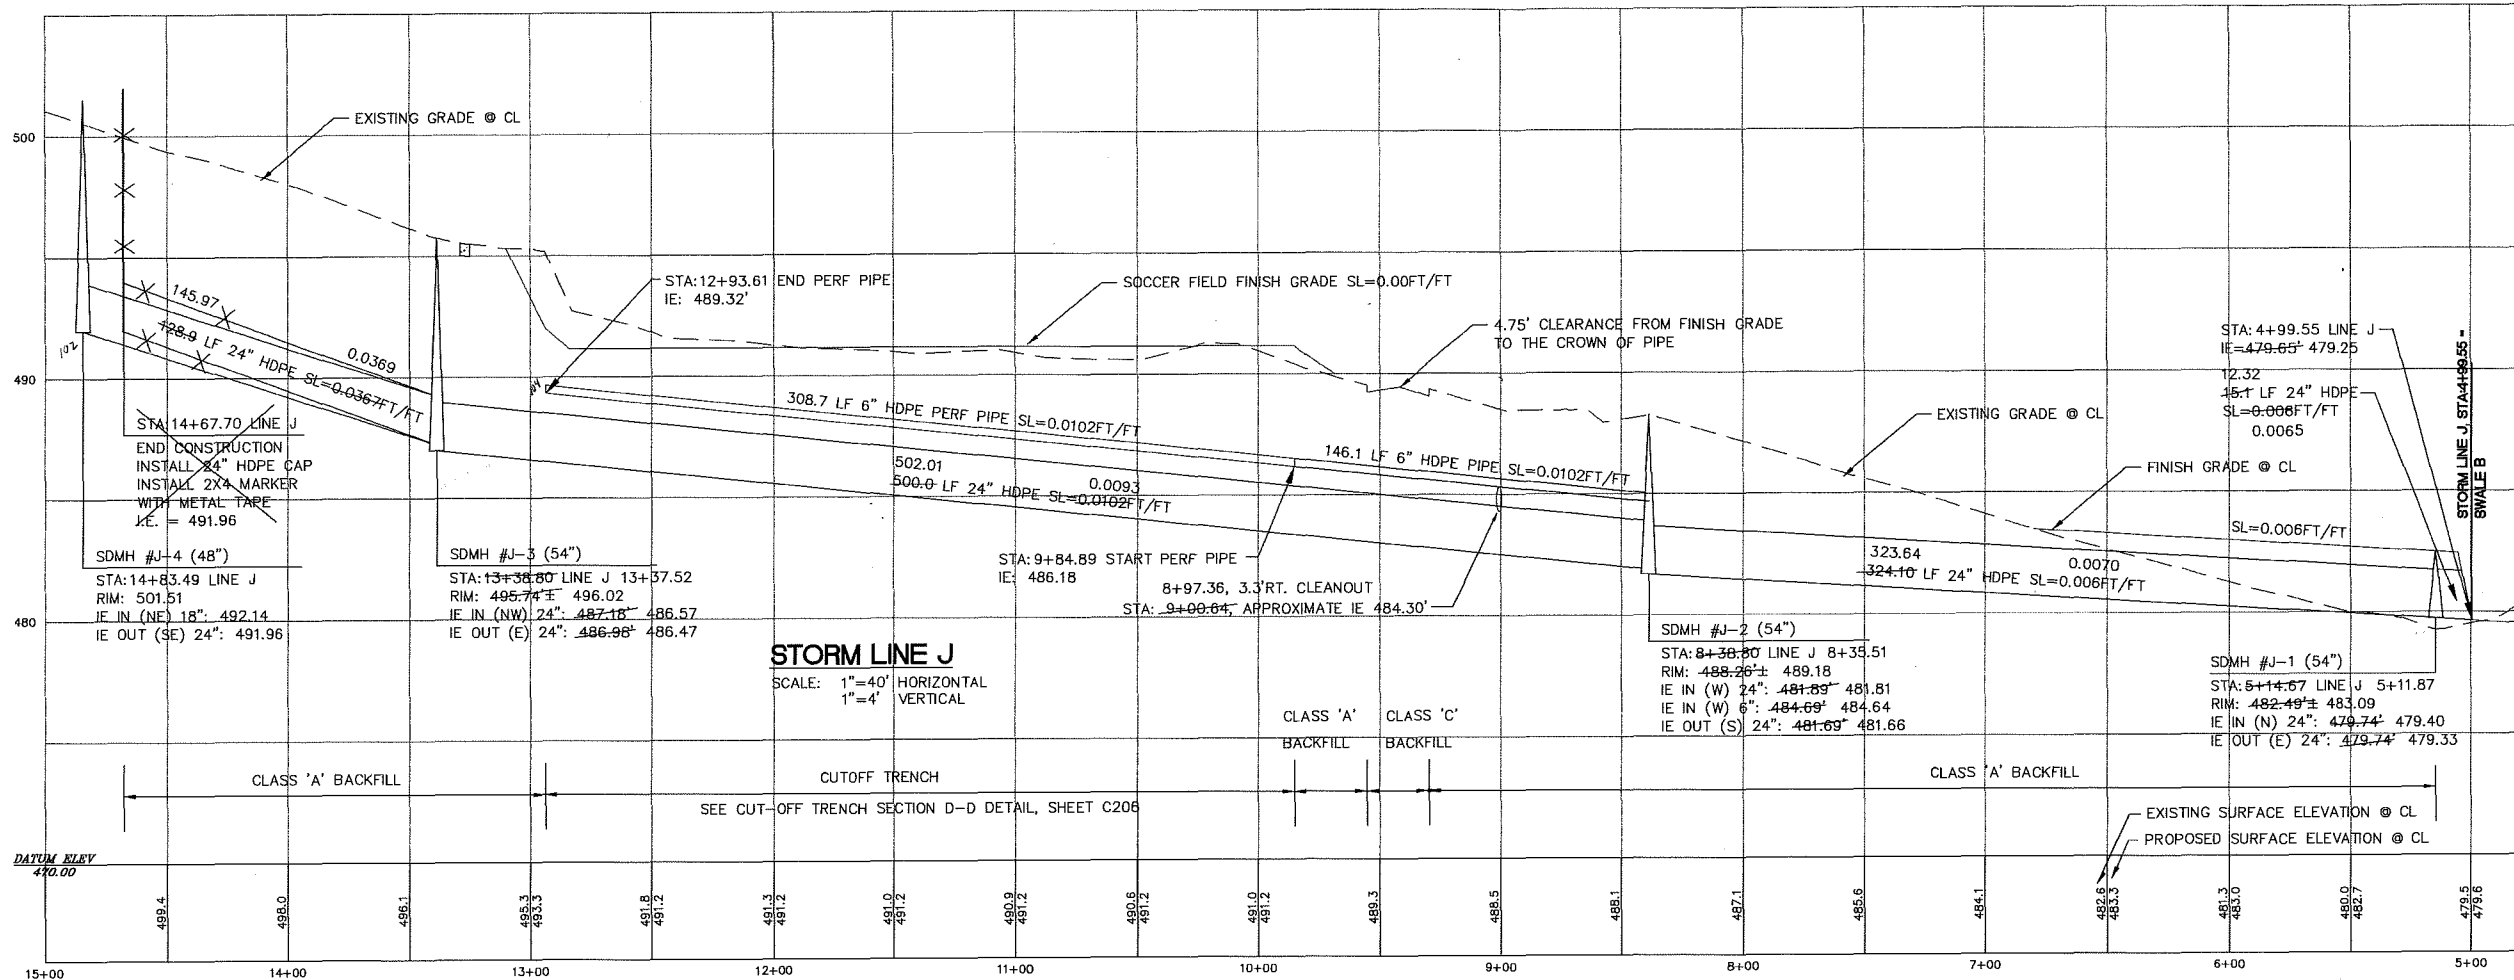 500
490
480
EXISTING GRADE @ CL
145.97
128.9 LF 24" HDPE SL=0.0367FT/FT
0.0369
102
STA:14+67.70 LINE J
END CONSTRUCTION
INSTALL 24" HDPE CAP
INSTALL 2X4 MARKER
WITH METAL TAPE
I.E. = 491.96
SDMH #J-4 (48")
STA:14+83.49 LINE J
RIM: 501.51
IE IN (NE) 18": 492.14
IE OUT (SE) 24": 491.96
SDMH #J-3 (54")
STA:13+38.80 LINE J 13+37.52
RIM: 495.74'± 496.02
IE IN (NW) 24": 487.18' 486.57
IE OUT (E) 24": 486.98' 486.47
STA:12+93.61 END PERF PIPE
IE: 489.32'
SOCCER FIELD FINISH GRADE SL=0.00FT/FT
4.75' CLEARANCE FROM FINISH GRADE
TO THE CROWN OF PIPE
308.7 LF 6" HDPE PERF PIPE SL=0.0102FT/FT
146.1 LF 6" HDPE PIPE SL=0.0102FT/FT
502.01
0.0093
500.0 LF 24" HDPE SL=0.0102FT/FT
STA:9+84.89 START PERF PIPE
IE: 486.18
8+97.36, 3.3'RT. CLEANOUT
STA: 9+00.64, APPROXIMATE IE 484.30'
EXISTING GRADE @ CL
FINISH GRADE @ CL
SL=0.006FT/FT
323.64
0.0070
324.10 LF 24" HDPE SL=0.006FT/FT
STA:4+99.55 LINE J
IE=479.65' 479.25
12.32
15.1 LF 24" HDPE
SL=0.006FT/FT
0.0065
STORM LINE J, STA:4+99.55 =
SWALE B
SDMH #J-2 (54")
STA:8+38.80 LINE J 8+35.51
RIM: 488.26'± 489.18
IE IN (W) 24": 481.89' 481.81
IE IN (W) 6": 484.69' 484.64
IE OUT (S) 24": 481.69' 481.66
SDMH #J-1 (54")
STA:5+14.67 LINE J 5+11.87
RIM: 482.49'± 483.09
IE IN (N) 24": 479.74' 479.40
IE OUT (E) 24": 479.74' 479.33
STORM LINE J
SCALE: 1"=40' HORIZONTAL
1"=4' VERTICAL
CLASS 'A' BACKFILL
CUTOFF TRENCH
SEE CUT-OFF TRENCH SECTION D-D DETAIL, SHEET C206
CLASS 'A'
BACKFILL
CLASS 'C'
BACKFILL
CLASS 'A' BACKFILL
EXISTING SURFACE ELEVATION @ CL
PROPOSED SURFACE ELEVATION @ CL
DATUM ELEV
470.00
499.4
498.0
496.1
495.3
493.3
491.8
491.2
491.3
491.2
491.0
491.2
490.9
491.2
490.6
491.2
491.0
491.2
489.3
488.5
488.1
487.1
485.6
484.1
482.6
483.3
481.3
483.0
480.0
482.7
479.5
479.6
15+00
14+00
13+00
12+00
11+00
10+00
9+00
8+00
7+00
6+00
5+00